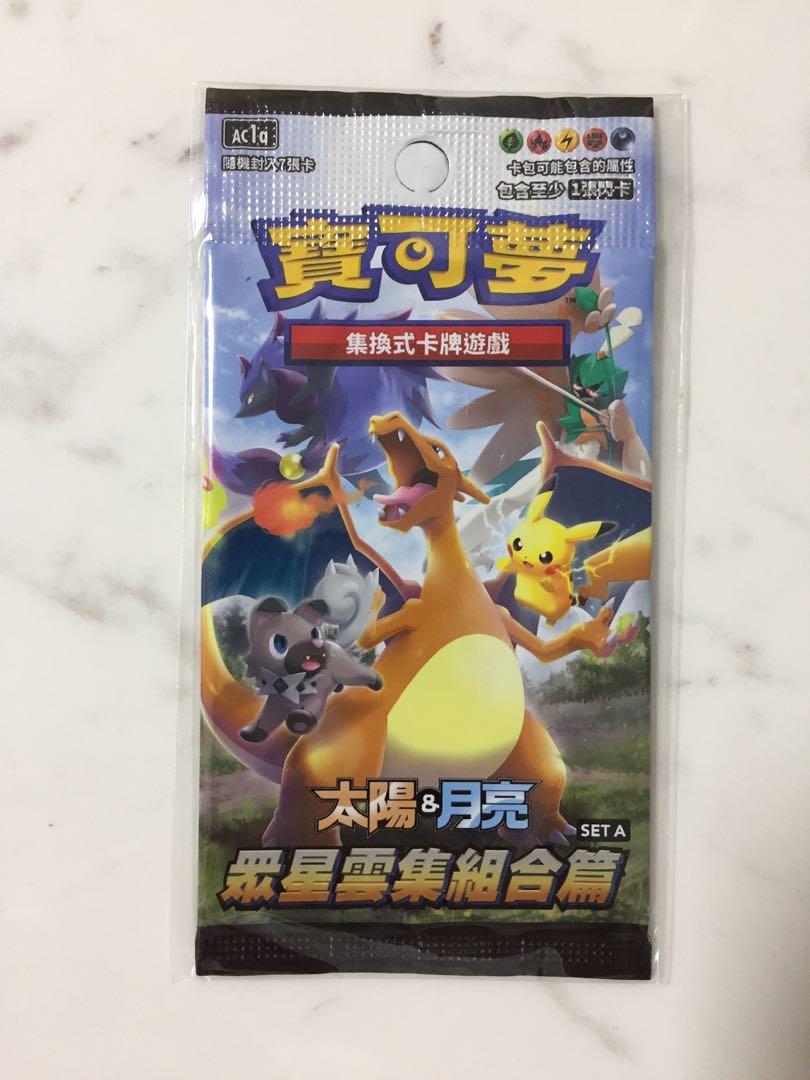 AC1a
隨機封入7張卡
卡包可能包含的屬性
包含至少 1張閃卡
寶可夢
TM
集換式卡牌遊戲
太陽&月亮
SET A
眾星雲集組合篇